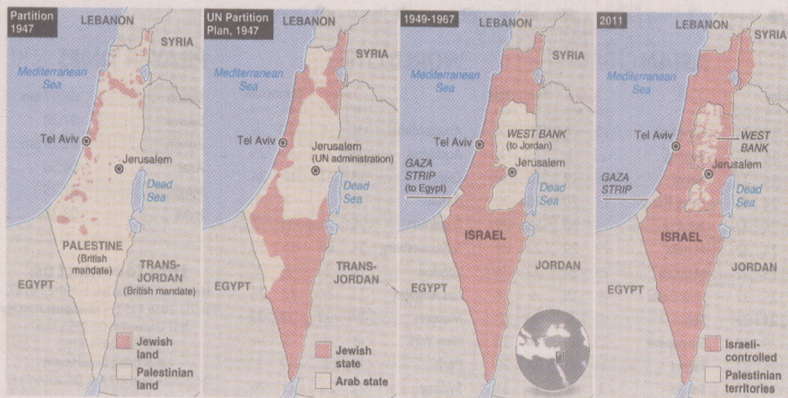 Partition
1947
LEBANON
SYRIA
Mediterranean
Sea
Tel Aviv
Jerusalem
Dead
Sea
PALESTINE
(British
mandate)
TRANS-
JORDAN
(British mandate)
EGYPT
Jewish
land
Palestinian
land
UN Partition
Plan, 1947
LEBANON
SYRIA
Mediterranean
Sea
Tel Aviv
Jerusalem
(UN administration)
Dead
Sea
EGYPT
TRANS-
JORDAN
Jewish
state
Arab state
1949-1967
LEBANON
SYRIA
Mediterranean
Sea
Tel Aviv
WEST BANK
(to Jordan)
Jerusalem
GAZA
STRIP
(to Egypt)
Dead
Sea
ISRAEL
EGYPT
JORDAN
2011
LEBANON
SYRIA
Mediterranean
Sea
Tel Aviv
WEST
BANK
Jerusalem
GAZA
STRIP
Dead
Sea
ISRAEL
JORDAN
EGYPT
Israeli-
controlled
Palestinian
territories